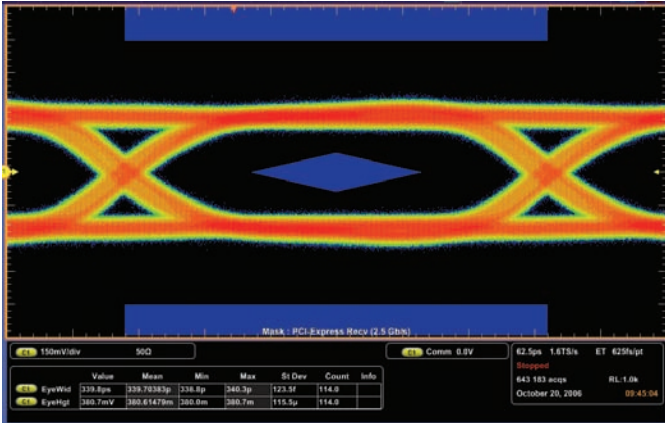 Mask : PCI-Express Recv (2.5 Gb/s)
C1 150mV/div 50Ω C1 Comm 0.0V 62.5ps 1.6TS/s ET 625fs/pt
Stopped
643 183 acqs RL:1.0k
October 20, 2006 09:45:04
Value Mean Min Max St Dev Count Info
C1 EyeWid 339.8ps 339.70383p 338.8p 340.3p 123.5f 114.0
C1 EyeHgt 380.7mV 380.61479m 380.0m 380.7m 115.5µ 114.0